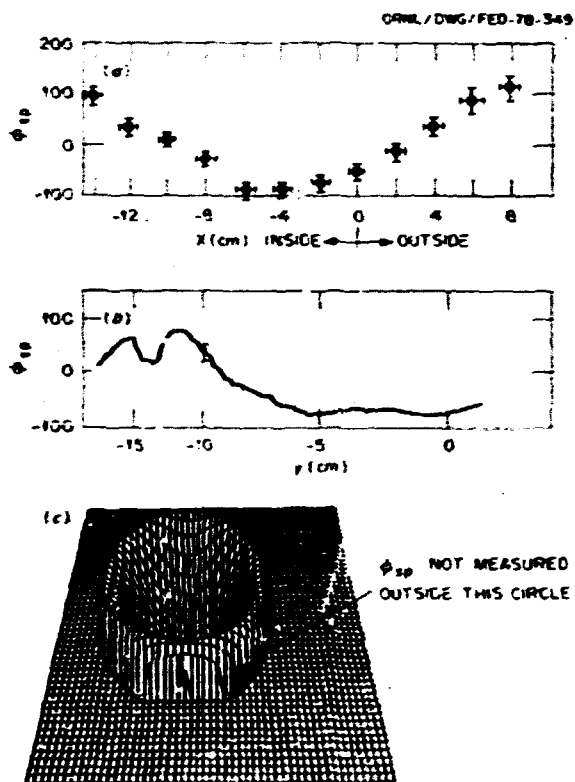 ORNL/DWG/FED-78-349
200
(a)
100
ϕsp
0
-100
-12 -8 -4 0 4 8
X(cm) INSIDE OUTSIDE
100 (b)
ϕsp
0
-100
-15 -10 -5 0
y (cm)
(c)
ϕsp NOT MEASURED
OUTSIDE THIS CIRCLE